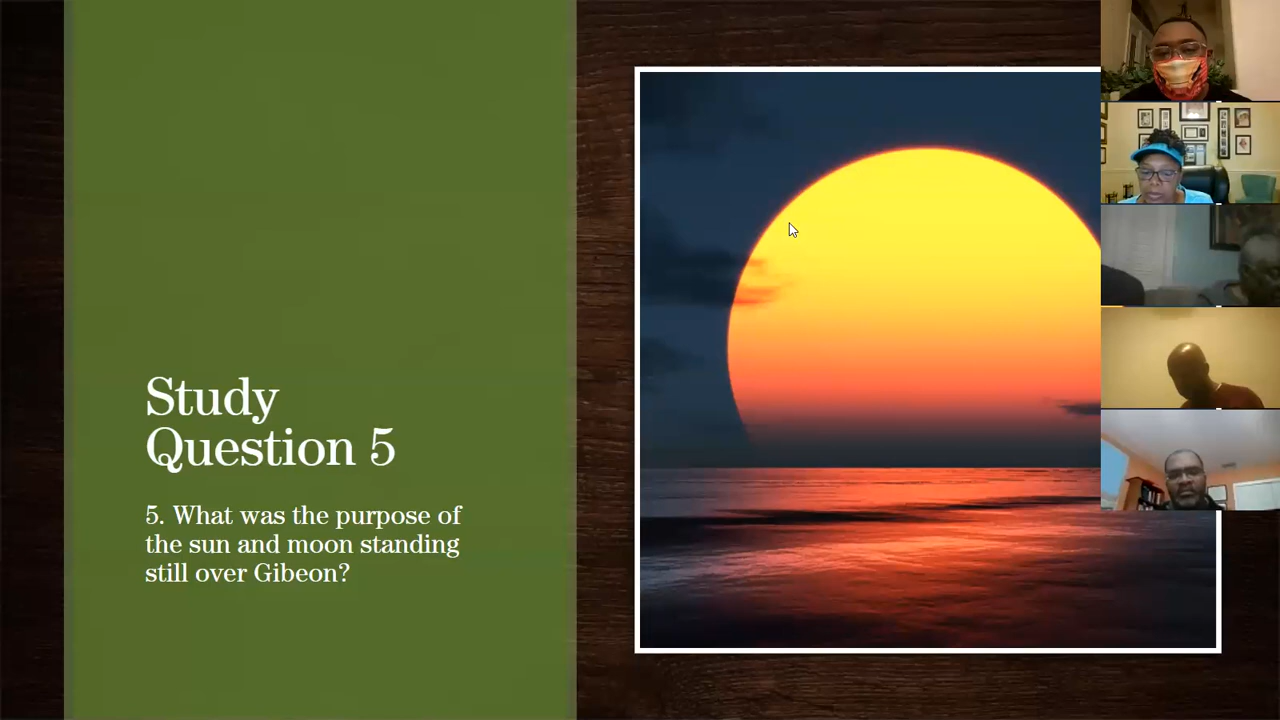 Study
Question 5
5. What was the purpose of
the sun and moon standing
still over Gibeon?